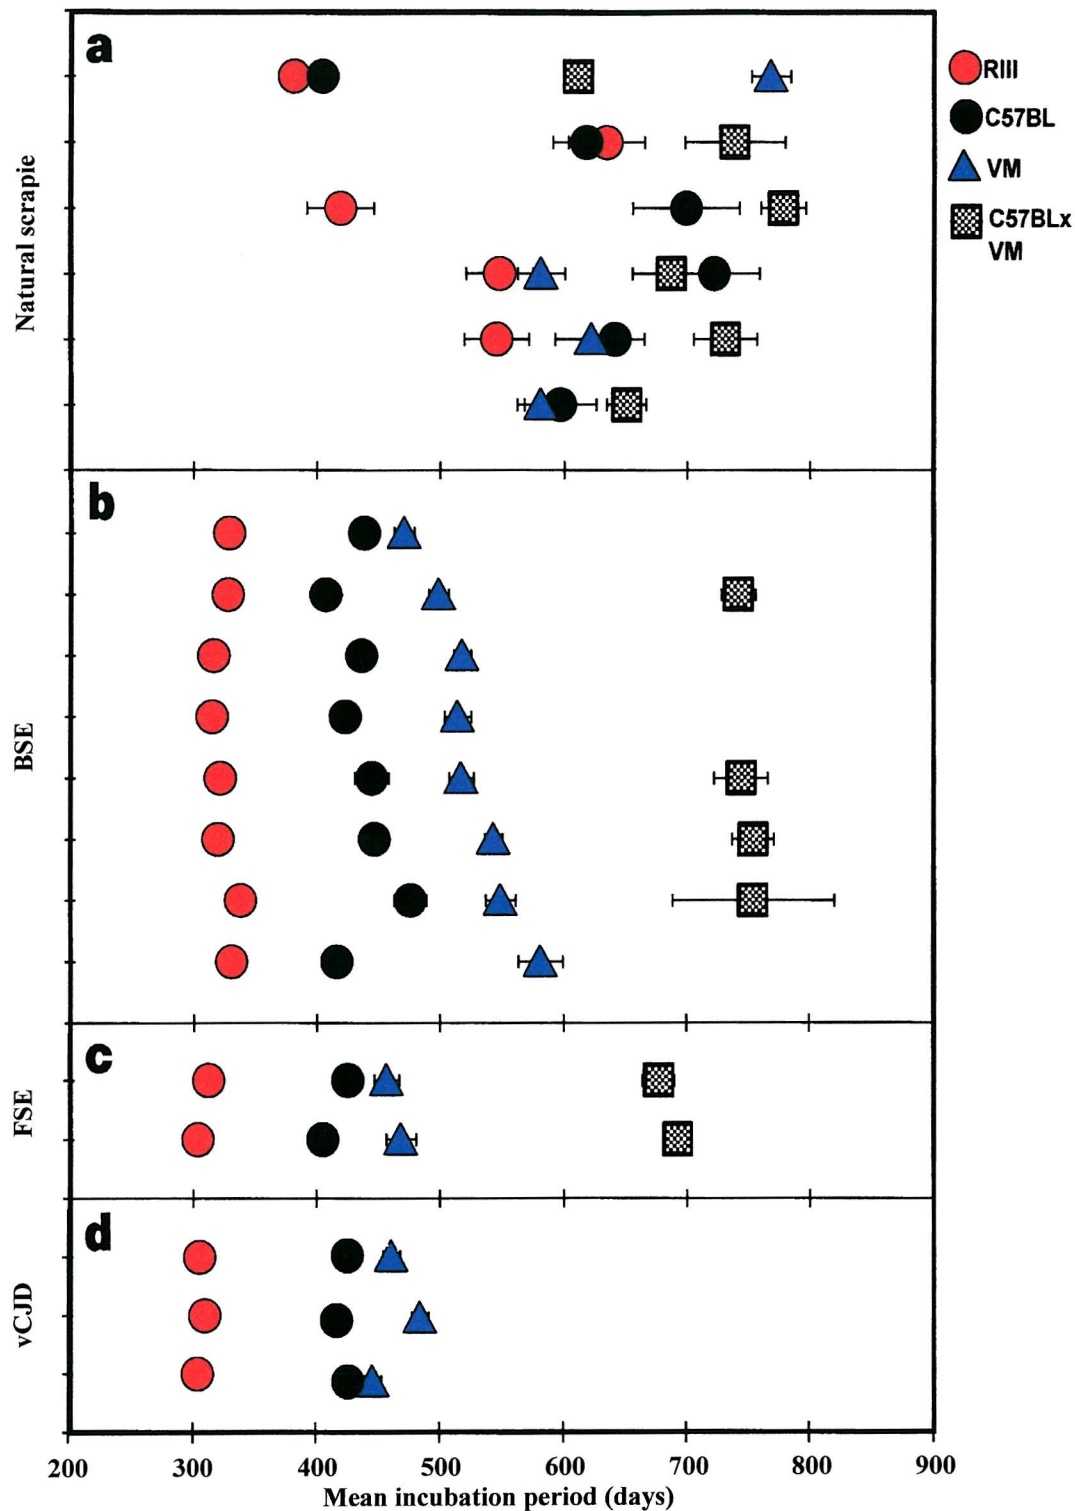 a
Natural scrapie
RIII
C57BL
VM
C57BLx
VM
b
BSE
c
FSE
d
vCJD
200 300 400 500 600 700 800 900
Mean incubation period (days)